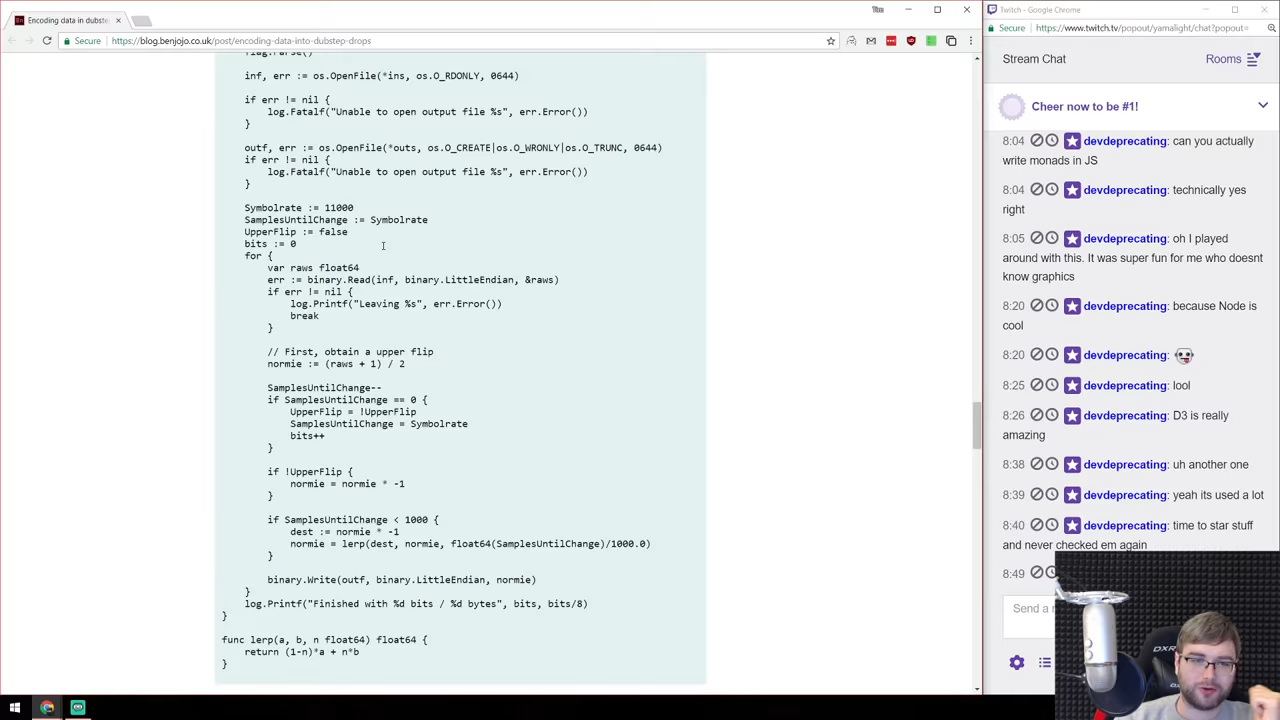 Encoding data in dubste
Tim
Secure
https://blog.benjojo.co.uk/post/encoding-data-into-dubstep-drops
flag.Parse()
inf, err := os.OpenFile(*ins, os.O_RDONLY, 0644)
if err != nil {
log.Fatalf("Unable to open output file %s", err.Error())
}
outf, err := os.OpenFile(*outs, os.O_CREATE|os.O_WRONLY|os.O_TRUNC, 0644)
if err != nil {
log.Fatalf("Unable to open output file %s", err.Error())
}
Symbolrate := 11000
SamplesUntilChange := Symbolrate
UpperFlip := false
bits := 0
for {
var raws float64
err := binary.Read(inf, binary.LittleEndian, &raws)
if err != nil {
log.Printf("Leaving %s", err.Error())
break
}
// First, obtain a upper flip
normie := (raws + 1) / 2
SamplesUntilChange--
if SamplesUntilChange == 0 {
UpperFlip = !UpperFlip
SamplesUntilChange = Symbolrate
bits++
}
if !UpperFlip {
normie = normie * -1
}
if SamplesUntilChange < 1000 {
dest := normie * -1
normie = lerp(dest, normie, float64(SamplesUntilChange)/1000.0)
}
binary.Write(outf, binary.LittleEndian, normie)
}
log.Printf("Finished with %d bits / %d bytes", bits, bits/8)
}
func lerp(a, b, n float64) float64 {
return (1-n)*a + n*b
}
Twitch - Google Chrome
Secure
https://www.twitch.tv/popout/yamalight/chat?popout=
Stream Chat
Rooms
Cheer now to be #1!
8:04 devdeprecating: can you actually
write monads in JS
8:04 devdeprecating: technically yes
right
8:05 devdeprecating: oh I played
around with this. It was super fun for me who doesnt
know graphics
8:20 devdeprecating: because Node is
cool
8:20 devdeprecating:
8:25 devdeprecating: lool
8:26 devdeprecating: D3 is really
amazing
8:38 devdeprecating: uh another one
8:39 devdeprecating: yeah its used a lot
8:40 devdeprecating: time to star stuff
and never checked em again
8:49
Send a
DXR